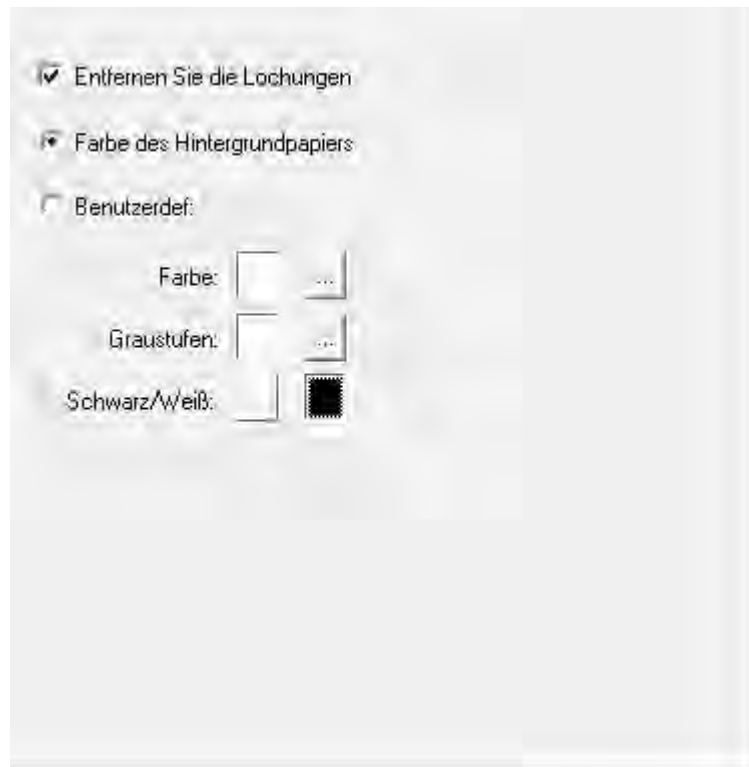 Entfernen Sie die Lochungen
Farbe des Hintergrundpapiers
Benutzerdef:
Farbe: ...
Graustufen: ...
Schwarz/Weiß: